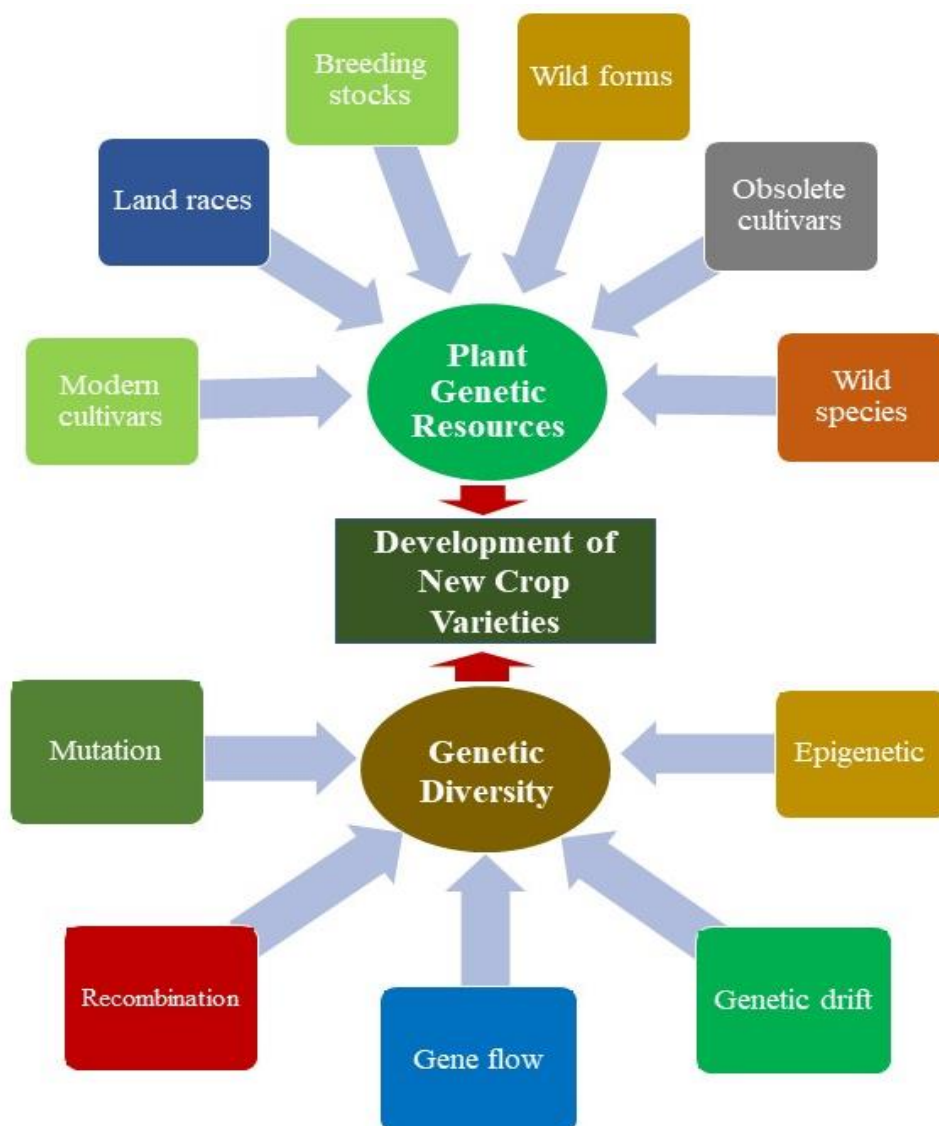 Breeding
stocks
Wild forms
Land races
Obsolete
cultivars
Modern
cultivars
Plant
Genetic
Resources
Wild
species
Development of
New Crop
Varieties
Mutation
Genetic
Diversity
Epigenetic
Recombination
Gene flow
Genetic drift